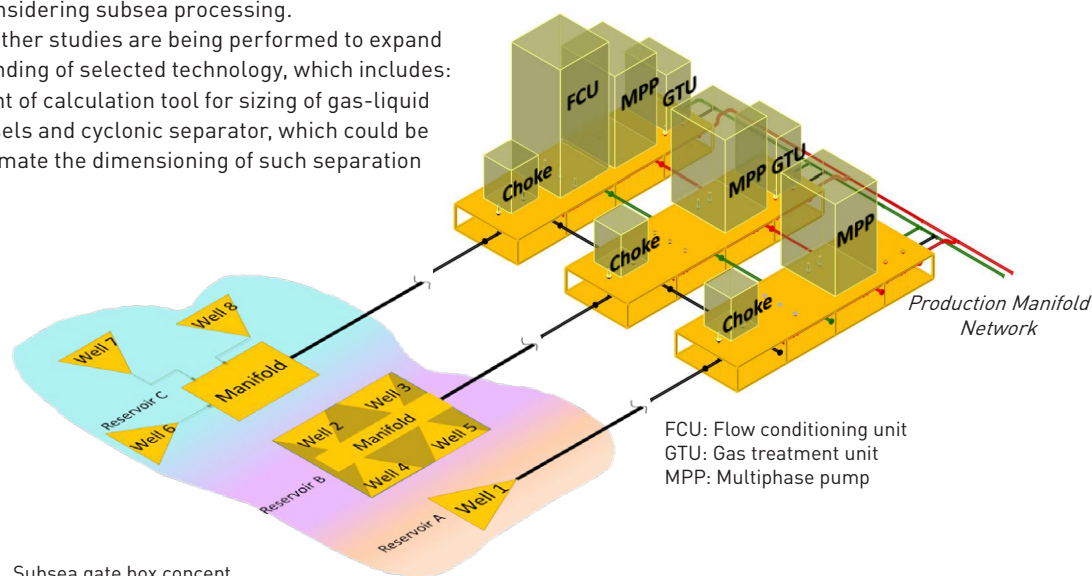 nsidering subsea processing.
ther studies are being performed to expand
nding of selected technology, which includes:
nt of calculation tool for sizing of gas-liquid
sels and cyclonic separator, which could be
mate the dimensioning of such separation
FCU
MPP
GTU
Choke
MPP
GTU
Choke
MPP
Choke
Production Manifold
Network
Well 8
Well 7
Manifold
Reservoir C
Well 6
Well 3
Well 2
Manifold
Well 5
Well 4
Reservoir B
Well 1
Reservoir A
FCU: Flow conditioning unit
GTU: Gas treatment unit
MPP: Multiphase pump
Subsea gate box concept